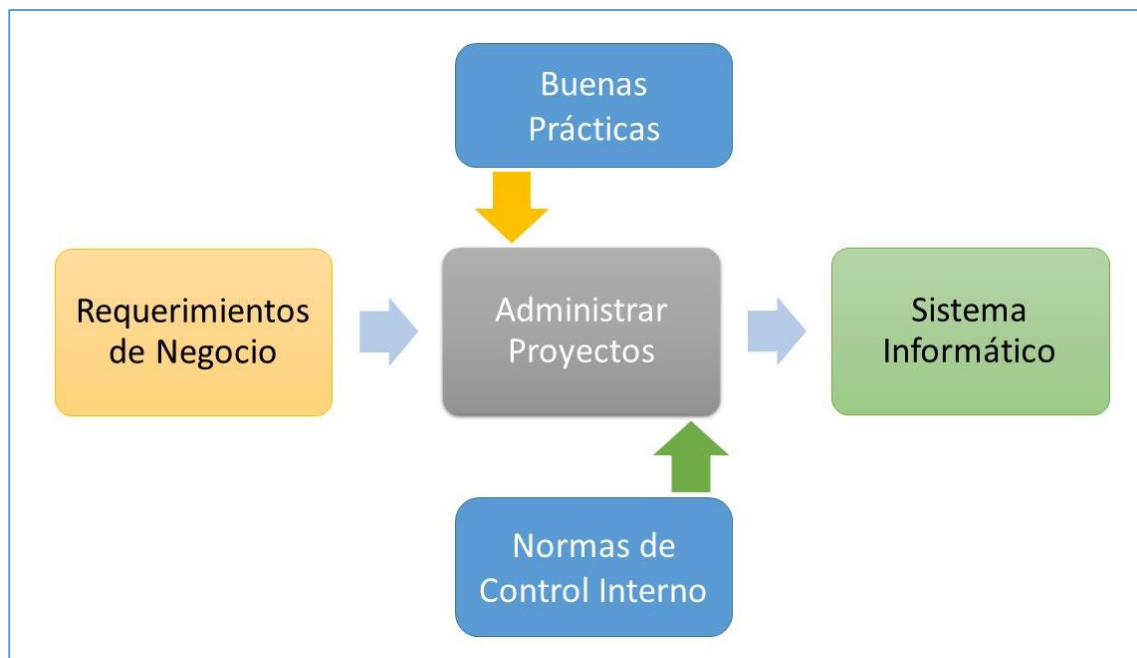 Buenas
Prácticas
Requerimientos
de Negocio
Administrar
Proyectos
Sistema
Informático
Normas de
Control Interno